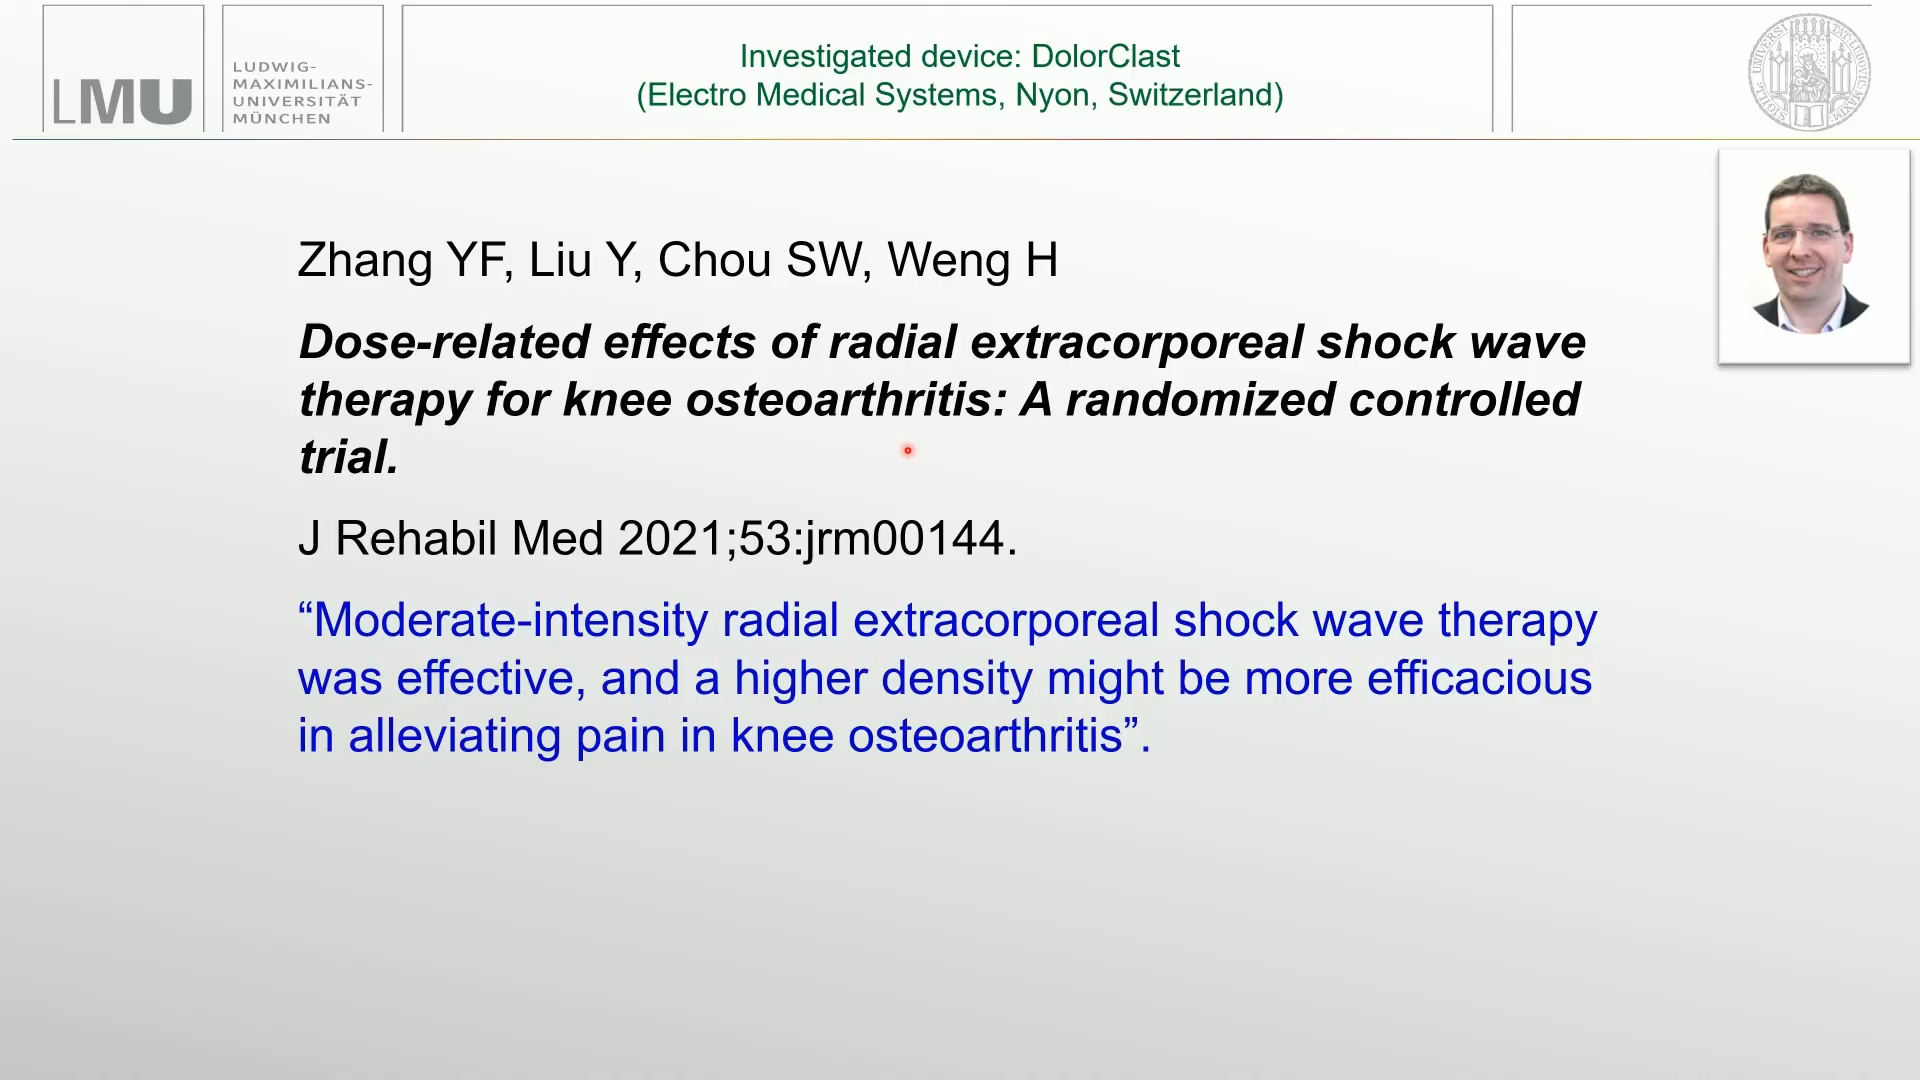 LMU
LUDWIG-
MAXIMILIANS-
UNIVERSITÄT
MÜNCHEN
Investigated device: DolorClast
(Electro Medical Systems, Nyon, Switzerland)
Zhang YF, Liu Y, Chou SW, Weng H
Dose-related effects of radial extracorporeal shock wave
therapy for knee osteoarthritis: A randomized controlled
trial.
J Rehabil Med 2021;53:jrm00144.
“Moderate-intensity radial extracorporeal shock wave therapy
was effective, and a higher density might be more efficacious
in alleviating pain in knee osteoarthritis”.